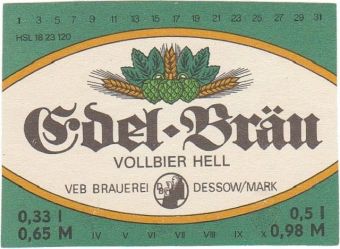 1 3 5 7 9 11 13 15 17 19 21 23 25 27 29 31
HSL 18 23 120
Edel-Bräu
VOLLBIER HELL
VEB BRAUEREI DESSOW/MARK
0,33 l 0,5 l
0,65 M IV V VI VII VIII IX X 0,98 M